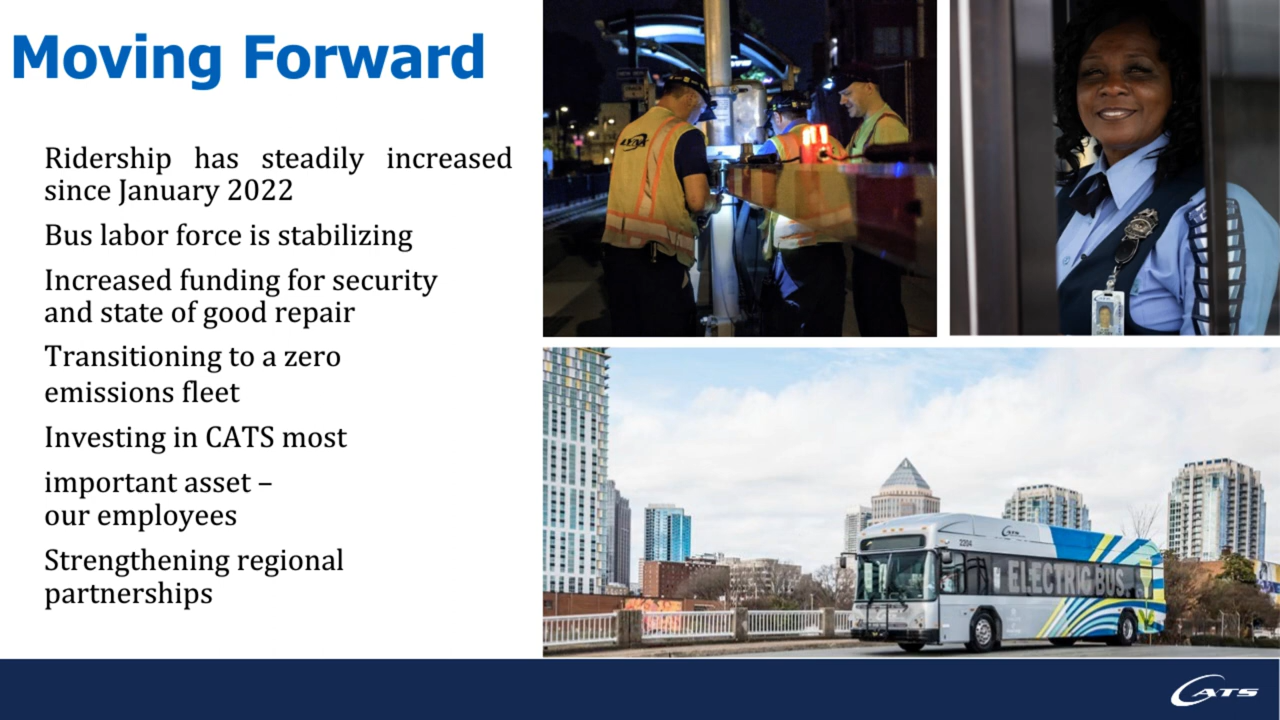 Moving Forward
Ridership has steadily increased
since January 2022
Bus labor force is stabilizing
Increased funding for security
and state of good repair
Transitioning to a zero
emissions fleet
Investing in CATS most
important asset –
our employees
Strengthening regional
partnerships
LYNX
CATS
2204
ELECTRIC BUS.
CATS